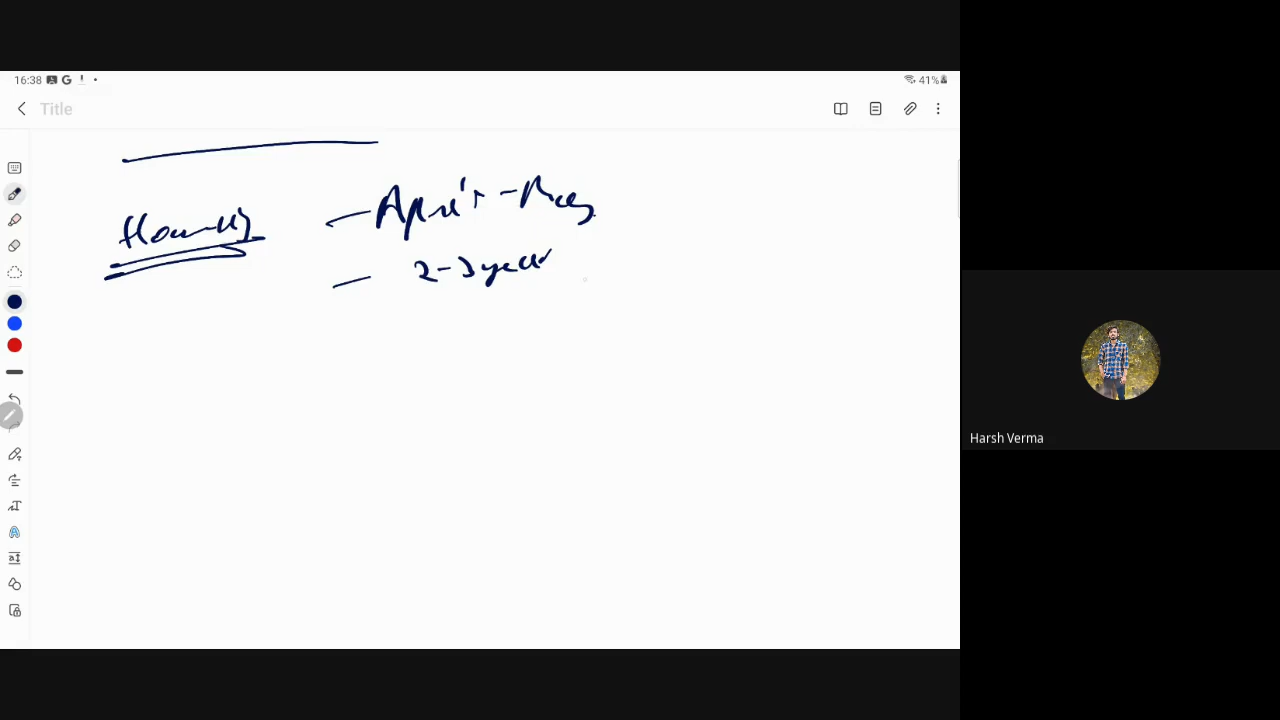 16:38 G 41%
Title
- April - May
- 2-3 year
Harsh Verma